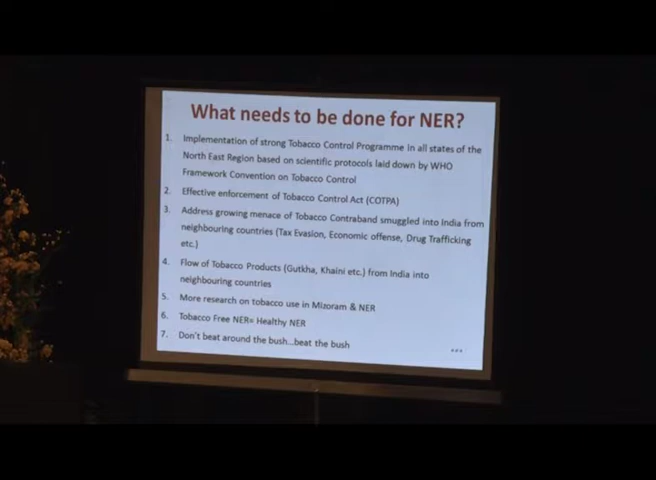 What needs to be done for NER?
1. Implementation of strong Tobacco Control Programme in all states of the
North East Region based on scientific protocols laid down by WHO
Framework Convention on Tobacco Control
2. Effective enforcement of Tobacco Control Act (COTPA)
3. Address growing menace of Tobacco Contraband smuggled into India from
neighbouring countries (Tax Evasion, Economic offense, Drug Trafficking
etc.)
4. Flow of Tobacco Products (Gutkha, Khaini etc.) from India into
neighbouring countries
5. More research on tobacco use in Mizoram & NER
6. Tobacco Free NER= Healthy NER
7. Don't beat around the bush...beat the bush
...